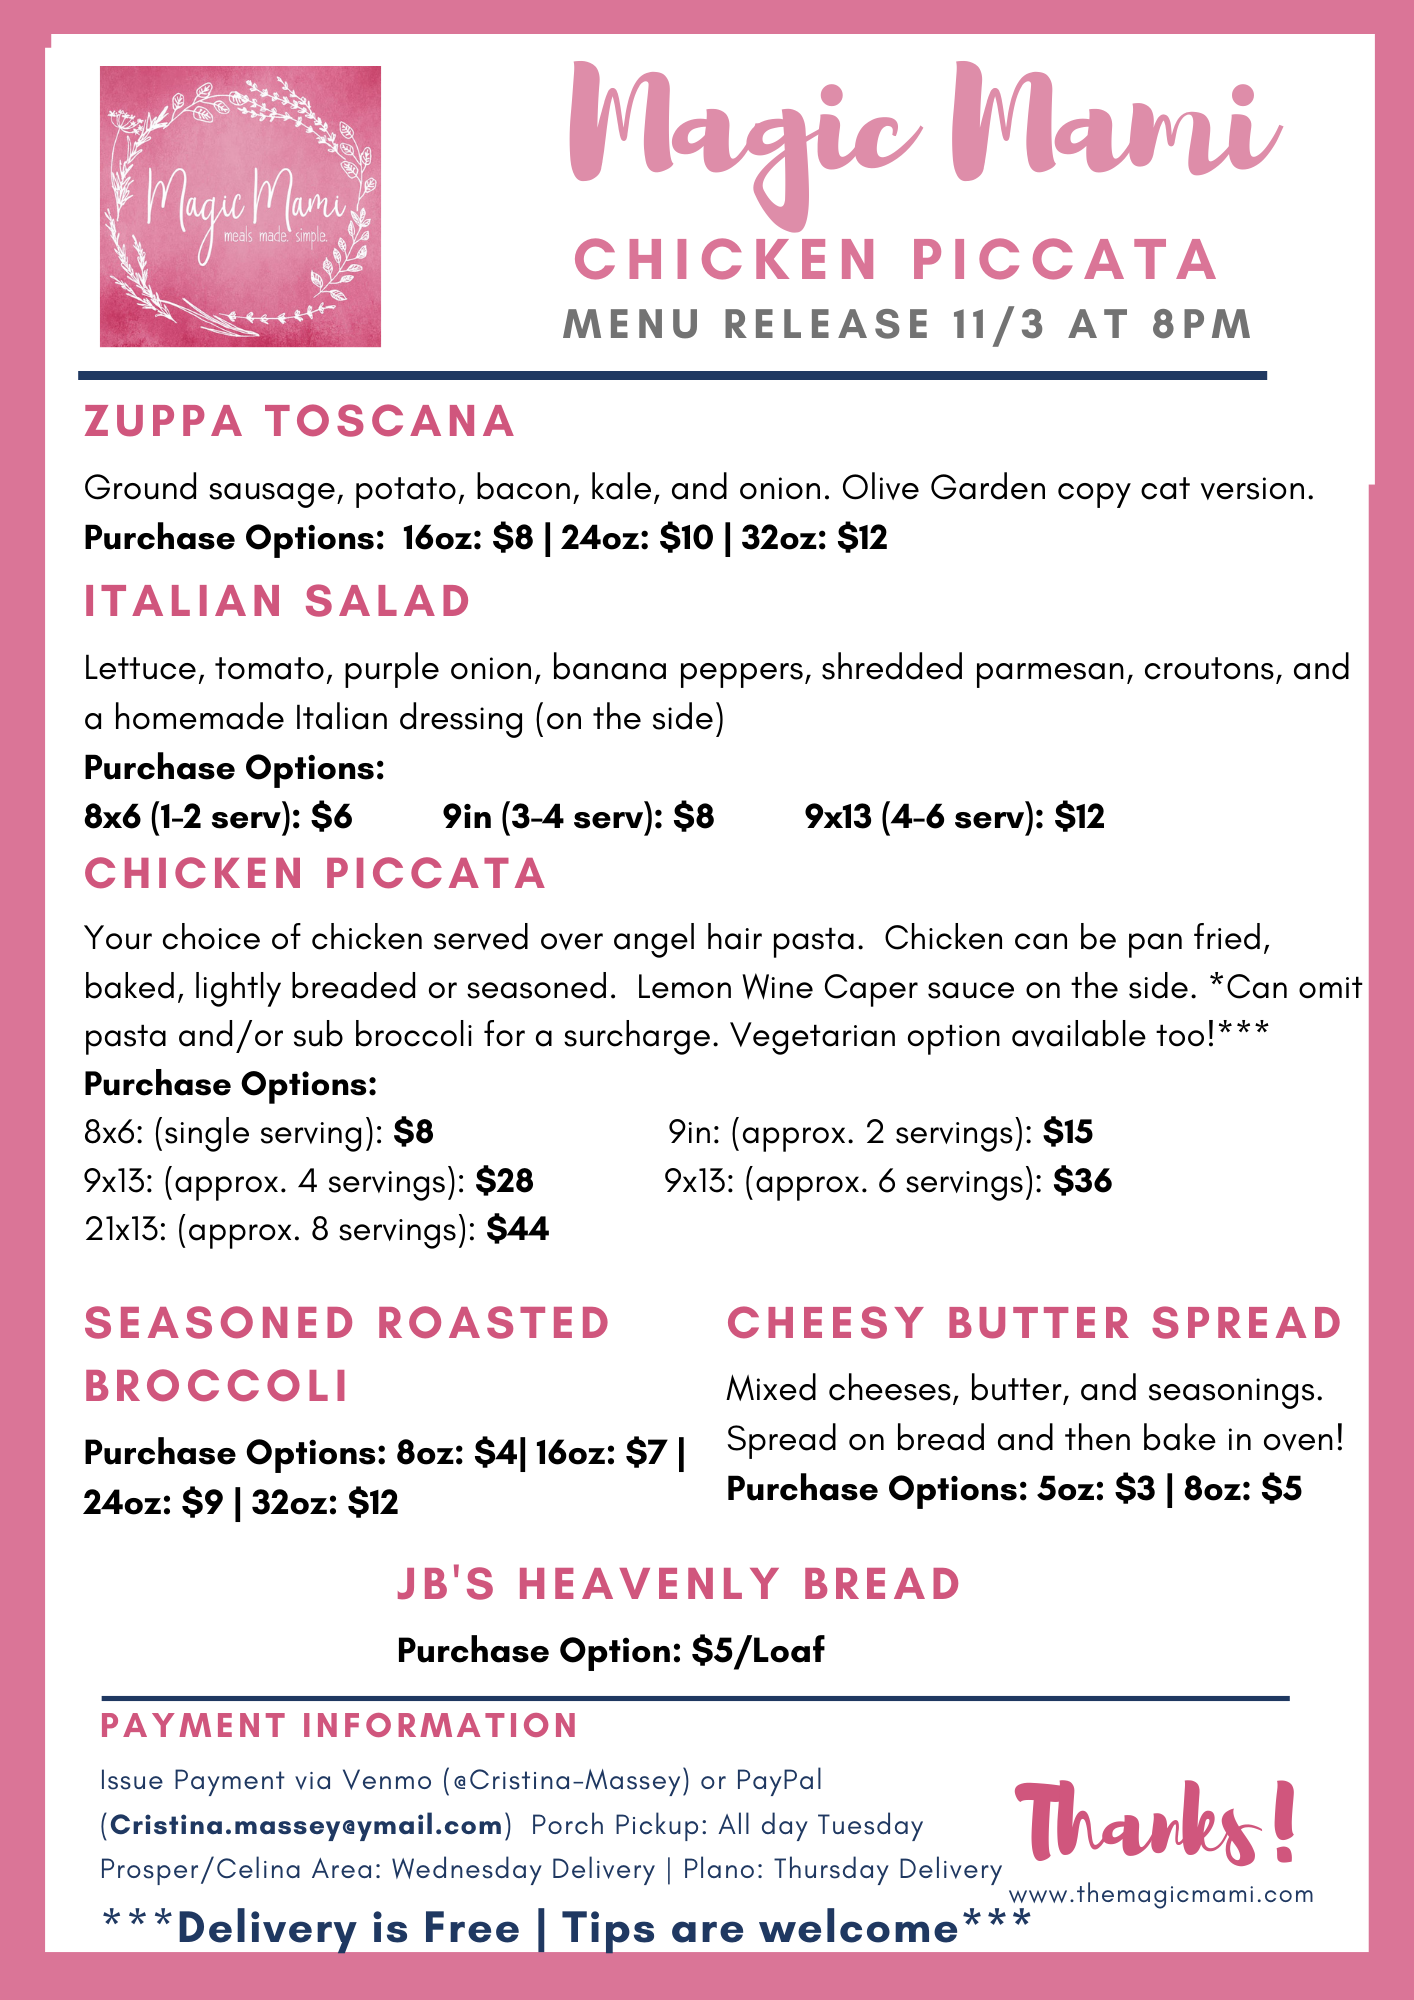 Magic Mami
meals made. simple.
Magic Mami
CHICKEN PICCATA
MENU RELEASE 11/3 AT 8PM
ZUPPA TOSCANA
Ground sausage, potato, bacon, kale, and onion. Olive Garden copy cat version.
Purchase Options: 16oz: $8 | 24oz: $10 | 32oz: $12
ITALIAN SALAD
Lettuce, tomato, purple onion, banana peppers, shredded parmesan, croutons, and
a homemade Italian dressing (on the side)
Purchase Options:
8x6 (1-2 serv): $6 9in (3-4 serv): $8 9x13 (4-6 serv): $12
CHICKEN PICCATA
Your choice of chicken served over angel hair pasta. Chicken can be pan fried,
baked, lightly breaded or seasoned. Lemon Wine Caper sauce on the side. *Can omit
pasta and/or sub broccoli for a surcharge. Vegetarian option available too!***
Purchase Options:
8x6: (single serving): $8 9in: (approx. 2 servings): $15
9x13: (approx. 4 servings): $28 9x13: (approx. 6 servings): $36
21x13: (approx. 8 servings): $44
SEASONED ROASTED
BROCCOLI
Purchase Options: 8oz: $4| 16oz: $7 |
24oz: $9 | 32oz: $12
CHEESY BUTTER SPREAD
Mixed cheeses, butter, and seasonings.
Spread on bread and then bake in oven!
Purchase Options: 5oz: $3 | 8oz: $5
JB'S HEAVENLY BREAD
Purchase Option: $5/Loaf
PAYMENT INFORMATION
Issue Payment via Venmo (@Cristina-Massey) or PayPal
(Cristina.massey@ymail.com) Porch Pickup: All day Tuesday
Prosper/Celina Area: Wednesday Delivery | Plano: Thursday Delivery
***Delivery is Free | Tips are welcome***
Thanks!
www.themagicmami.com